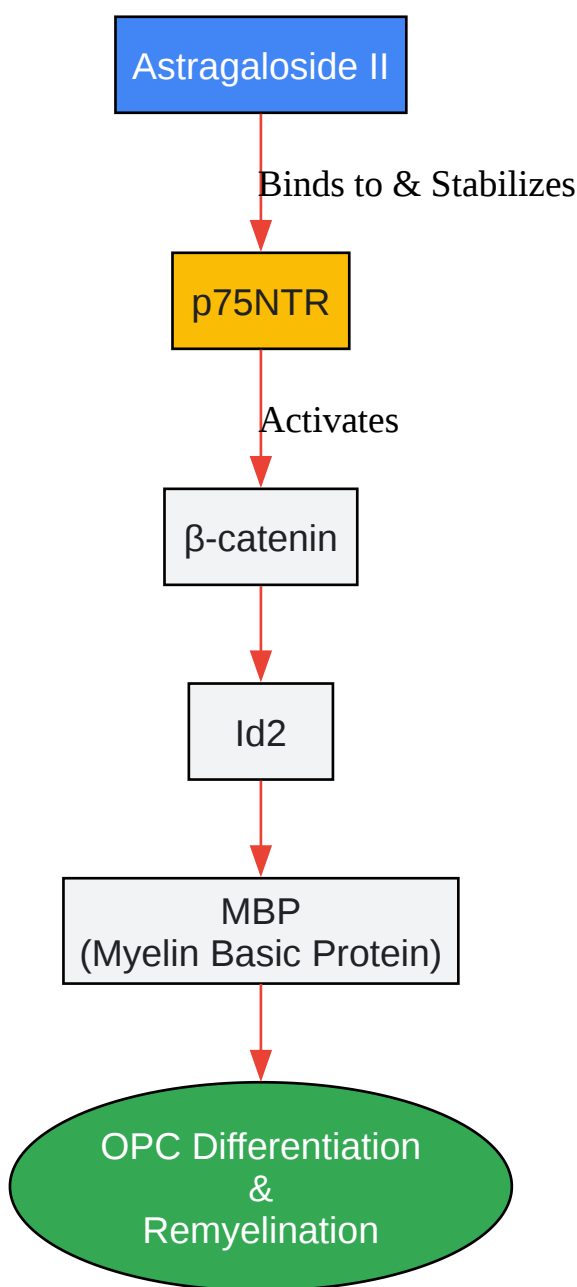 Astragaloside II
Binds to & Stabilizes
p75NTR
Activates
β-catenin
Id2
MBP
(Myelin Basic Protein)
OPC Differentiation
&
Remyelination